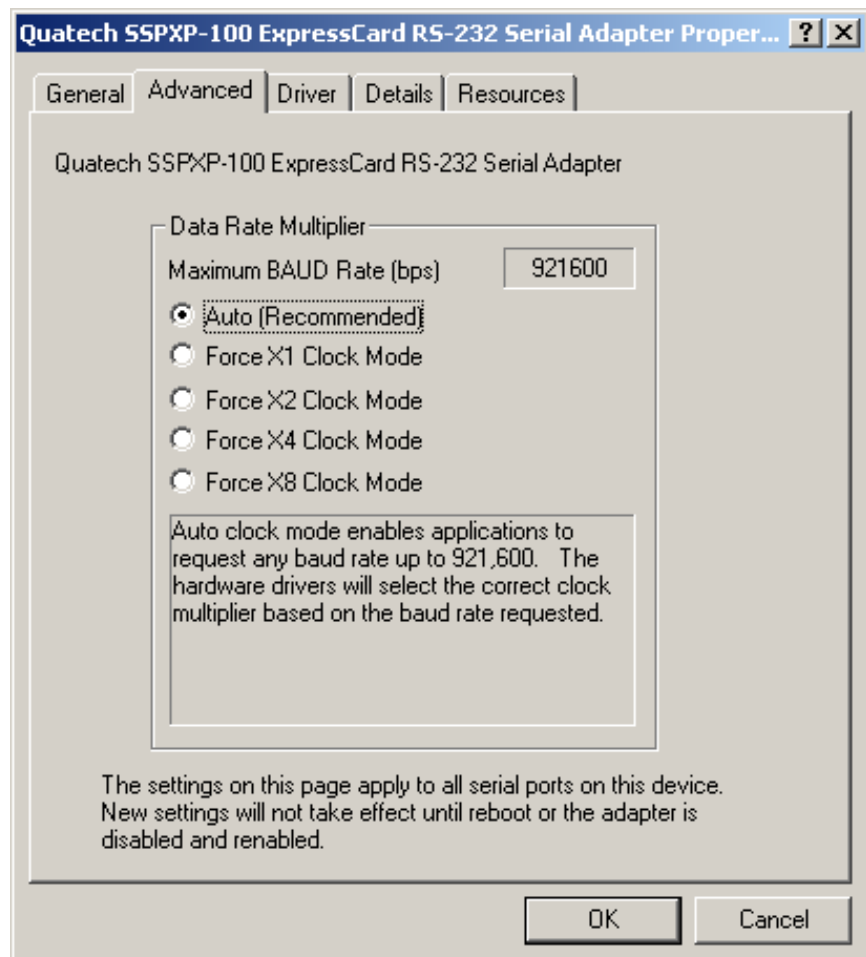 Quatech SSPXP-100 ExpressCard RS-232 Serial Adapter Proper...
General Advanced Driver Details Resources
Quatech SSPXP-100 ExpressCard RS-232 Serial Adapter
Data Rate Multiplier
Maximum BAUD Rate (bps) 921600
Auto (Recommended)
Force X1 Clock Mode
Force X2 Clock Mode
Force X4 Clock Mode
Force X8 Clock Mode
Auto clock mode enables applications to
request any baud rate up to 921,600. The
hardware drivers will select the correct clock
multiplier based on the baud rate requested.
The settings on this page apply to all serial ports on this device.
New settings will not take effect until reboot or the adapter is
disabled and renabled.
OK Cancel